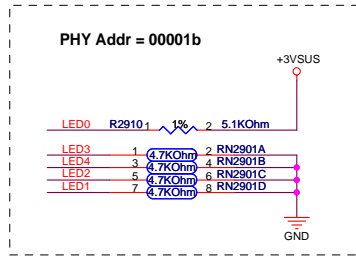 PHY Addr = 00001b
+3VSUS
LED0 R2910 1 1% 2 5.1KOhm
LED3 1 4.7KOhm 2 RN2901A
LED4 3 4.7KOhm 4 RN2901B
LED2 5 4.7KOhm 6 RN2901C
LED1 7 4.7KOhm 8 RN2901D
GND